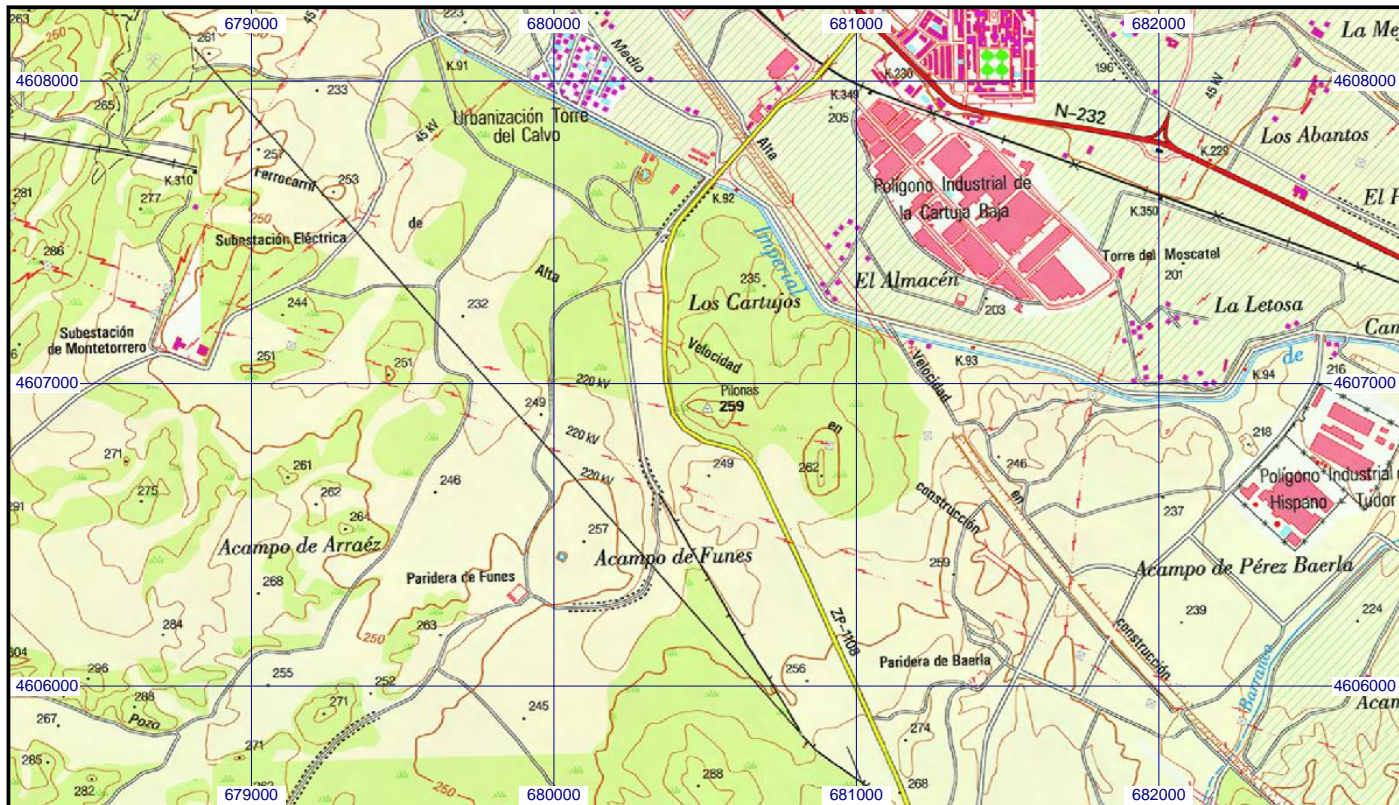 679000
680000
681000
682000
263
250
261
45 kV
223
Medio
La
K.91
196
4608000
4608000
265
233
K.349
K.230
205
45 kV
N-232
Urbanización Torre
del Calvo
45 kV
Alta
Los Abantos
257
K.229
K.310
Ferrocarril
253
281
277
K.92
Polígono Industrial de
la Cartuja Baja
El
K.350
250
de
286
Subestación Eléctrica
Imperial
Torre del Moscatel
201
Alta
235
El Almacén
244
232
Los Cartujos
203
La Letosa
Subestación
de Montetorrero
Velocidad
Velocidad
K.93
de
251
251
K.94
216
4607000
4607000
220 kV
Pilonas
259
249
220 kV
en
218
271
261
249
262
246
220 kV
275
262
246
construcción
en
Polígono Industrial
Hispano
Tudor
237
264
257
Acampo de Arraéz
Acampo de Funes
259
Acampo de Pérez Baerla
268
Paridera de Funes
239
224
284
250
263
ZP-1108
construcción
Paridera de Baerla
296
255
256
252
4606000
4606000
288
271
Barranco
267
Poza
245
274
271
285
288
282
250
268
679000
680000
681000
682000